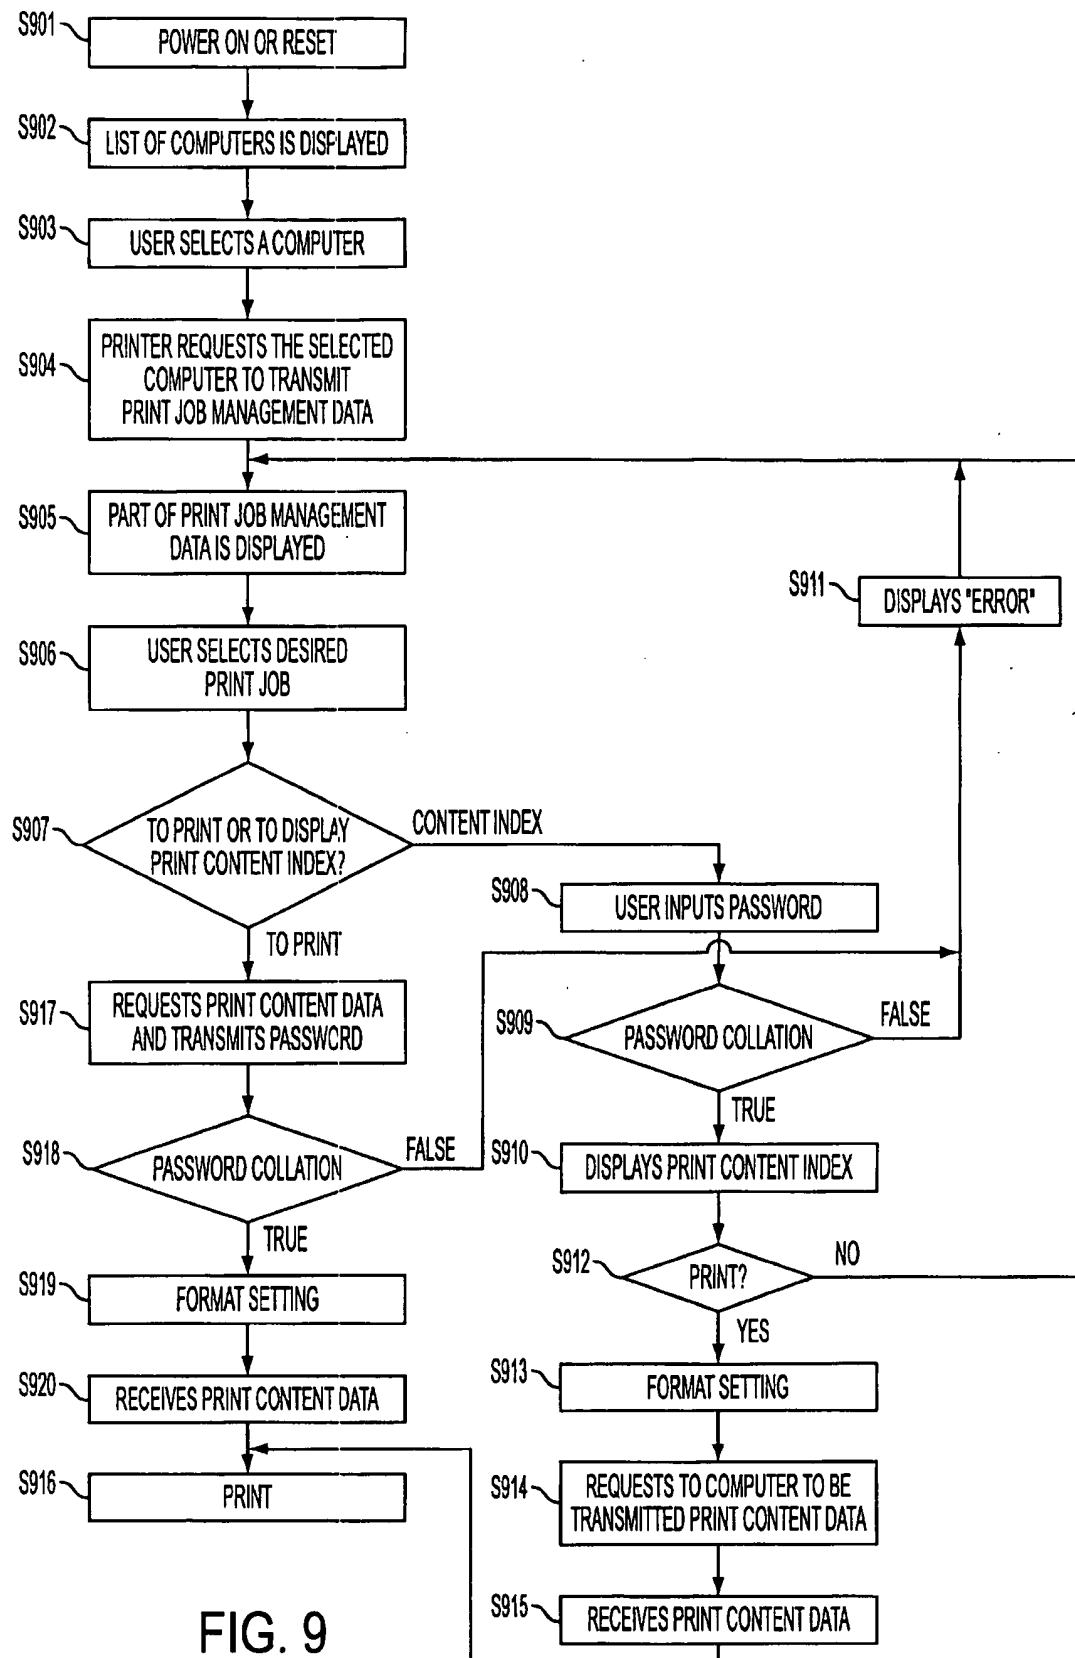 S901
POWER ON OR RESET
S902
LIST OF COMPUTERS IS DISPLAYED
S903
USER SELECTS A COMPUTER
S904
PRINTER REQUESTS THE SELECTED
COMPUTER TO TRANSMIT
PRINT JOB MANAGEMENT DATA
S905
PART OF PRINT JOB MANAGEMENT
DATA IS DISPLAYED
S911
DISPLAYS "ERROR"
S906
USER SELECTS DESIRED
PRINT JOB
S907
TO PRINT OR TO DISPLAY
PRINT CONTENT INDEX?
CONTENT INDEX
S908
USER INPUTS PASSWORD
TO PRINT
S917
REQUESTS PRINT CONTENT DATA
AND TRANSMITS PASSWORD
S909
PASSWORD COLLATION
FALSE
TRUE
S918
PASSWORD COLLATION
FALSE
TRUE
S910
DISPLAYS PRINT CONTENT INDEX
S912
PRINT?
NO
YES
S919
FORMAT SETTING
S913
FORMAT SETTING
S920
RECEIVES PRINT CONTENT DATA
S916
PRINT
S914
REQUESTS TO COMPUTER TO BE
TRANSMITTED PRINT CONTENT DATA
S915
RECEIVES PRINT CONTENT DATA
FIG. 9